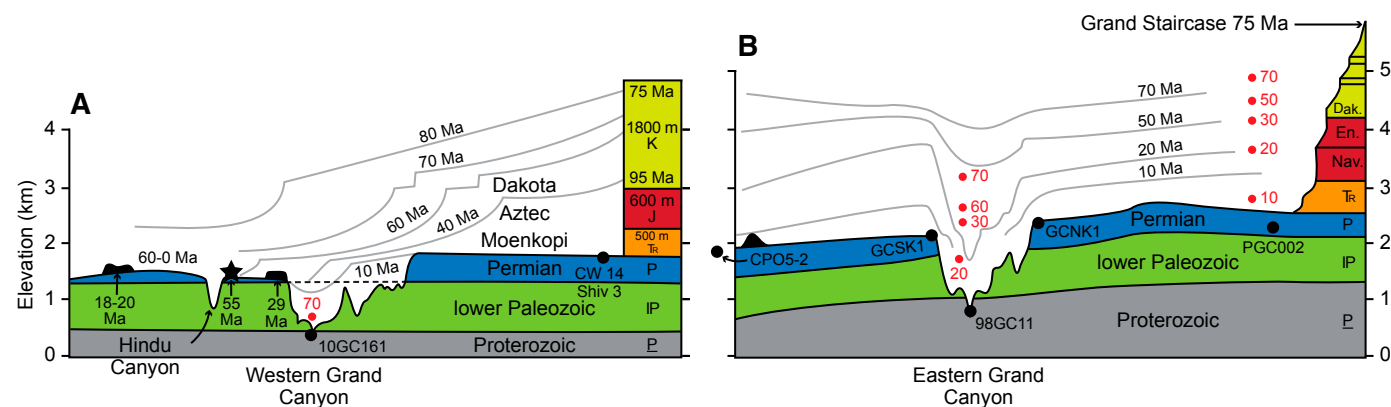 A
Elevation (km)
4
3
2
1
0
80 Ma
70 Ma
60 Ma
40 Ma
10 Ma
60-0 Ma
Dakota
Aztec
Moenkopi
Permian
CW 14
Shiv 3
lower Paleozoic
Proterozoic
75 Ma
1800 m
K
95 Ma
600 m
J
500 m
TR
P
IP
P
18-20
Ma
55
Ma
29
Ma
70
10GC161
Hindu
Canyon
Western Grand
Canyon
B
Grand Staircase 75 Ma
70 Ma
50 Ma
20 Ma
10 Ma
70
60
30
20
70
50
30
20
10
Dak.
En.
Nav.
TR
P
IP
P
5
4
3
2
1
0
CPO5-2
GCSK1
GCNK1
Permian
PGC002
lower Paleozoic
98GC11
Proterozoic
Eastern Grand
Canyon